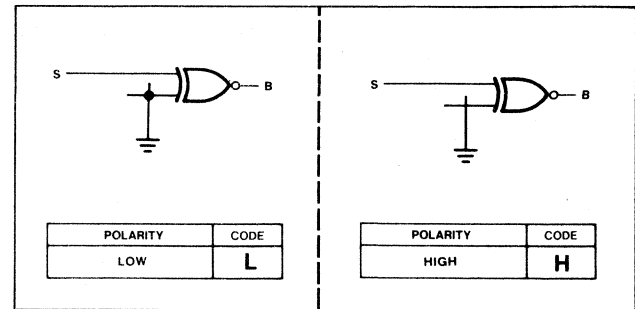 S
B
POLARITY CODE
LOW L
S
B
POLARITY CODE
HIGH H